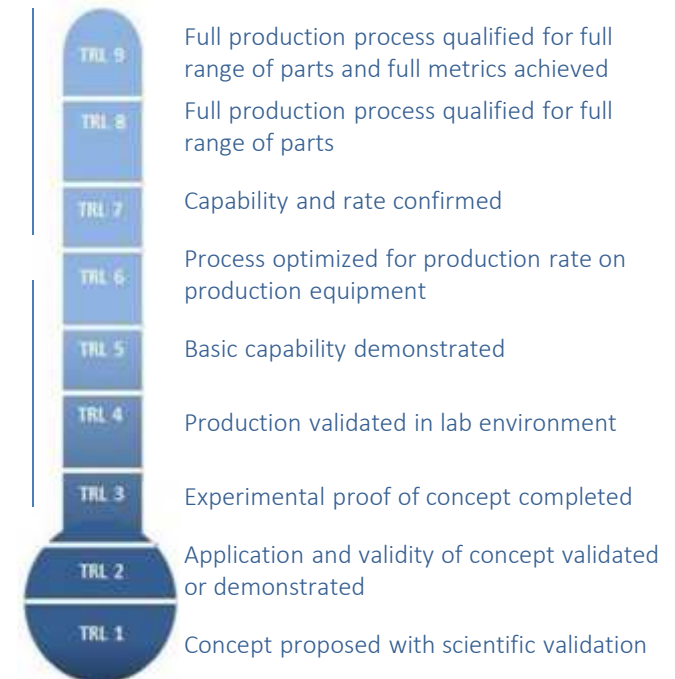 TRL 9
Full production process qualified for full
range of parts and full metrics achieved
TRL 8
Full production process qualified for full
range of parts
TRL 7
Capability and rate confirmed
TRL 6
Process optimized for production rate on
production equipment
TRL 5
Basic capability demonstrated
TRL 4
Production validated in lab environment
TRL 3
Experimental proof of concept completed
TRL 2
Application and validity of concept validated
or demonstrated
TRL 1
Concept proposed with scientific validation